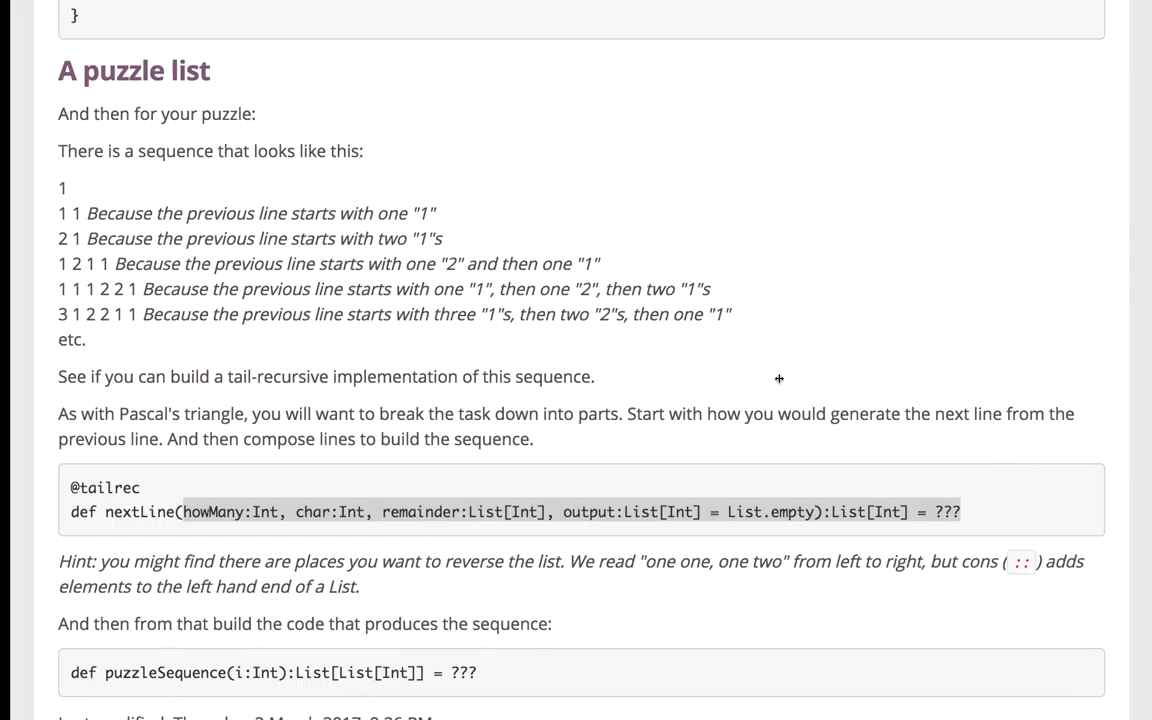 }
A puzzle list
And then for your puzzle:
There is a sequence that looks like this:
1
1 1 Because the previous line starts with one "1"
2 1 Because the previous line starts with two "1"s
1 2 1 1 Because the previous line starts with one "2" and then one "1"
1 1 1 2 2 1 Because the previous line starts with one "1", then one "2", then two "1"s
3 1 2 2 1 1 Because the previous line starts with three "1"s, then two "2"s, then one "1"
etc.
See if you can build a tail-recursive implementation of this sequence.
As with Pascal's triangle, you will want to break the task down into parts. Start with how you would generate the next line from the
previous line. And then compose lines to build the sequence.
@tailrec
def nextLine(howMany:Int, char:Int, remainder:List[Int], output:List[Int] = List.empty):List[Int] = ???
Hint: you might find there are places you want to reverse the list. We read "one one, one two" from left to right, but cons ( :: ) adds
elements to the left hand end of a List.
And then from that build the code that produces the sequence:
def puzzleSequence(i:Int):List[List[Int]] = ???
Last modified: Thursday, 2 March 2017, 9:26 PM